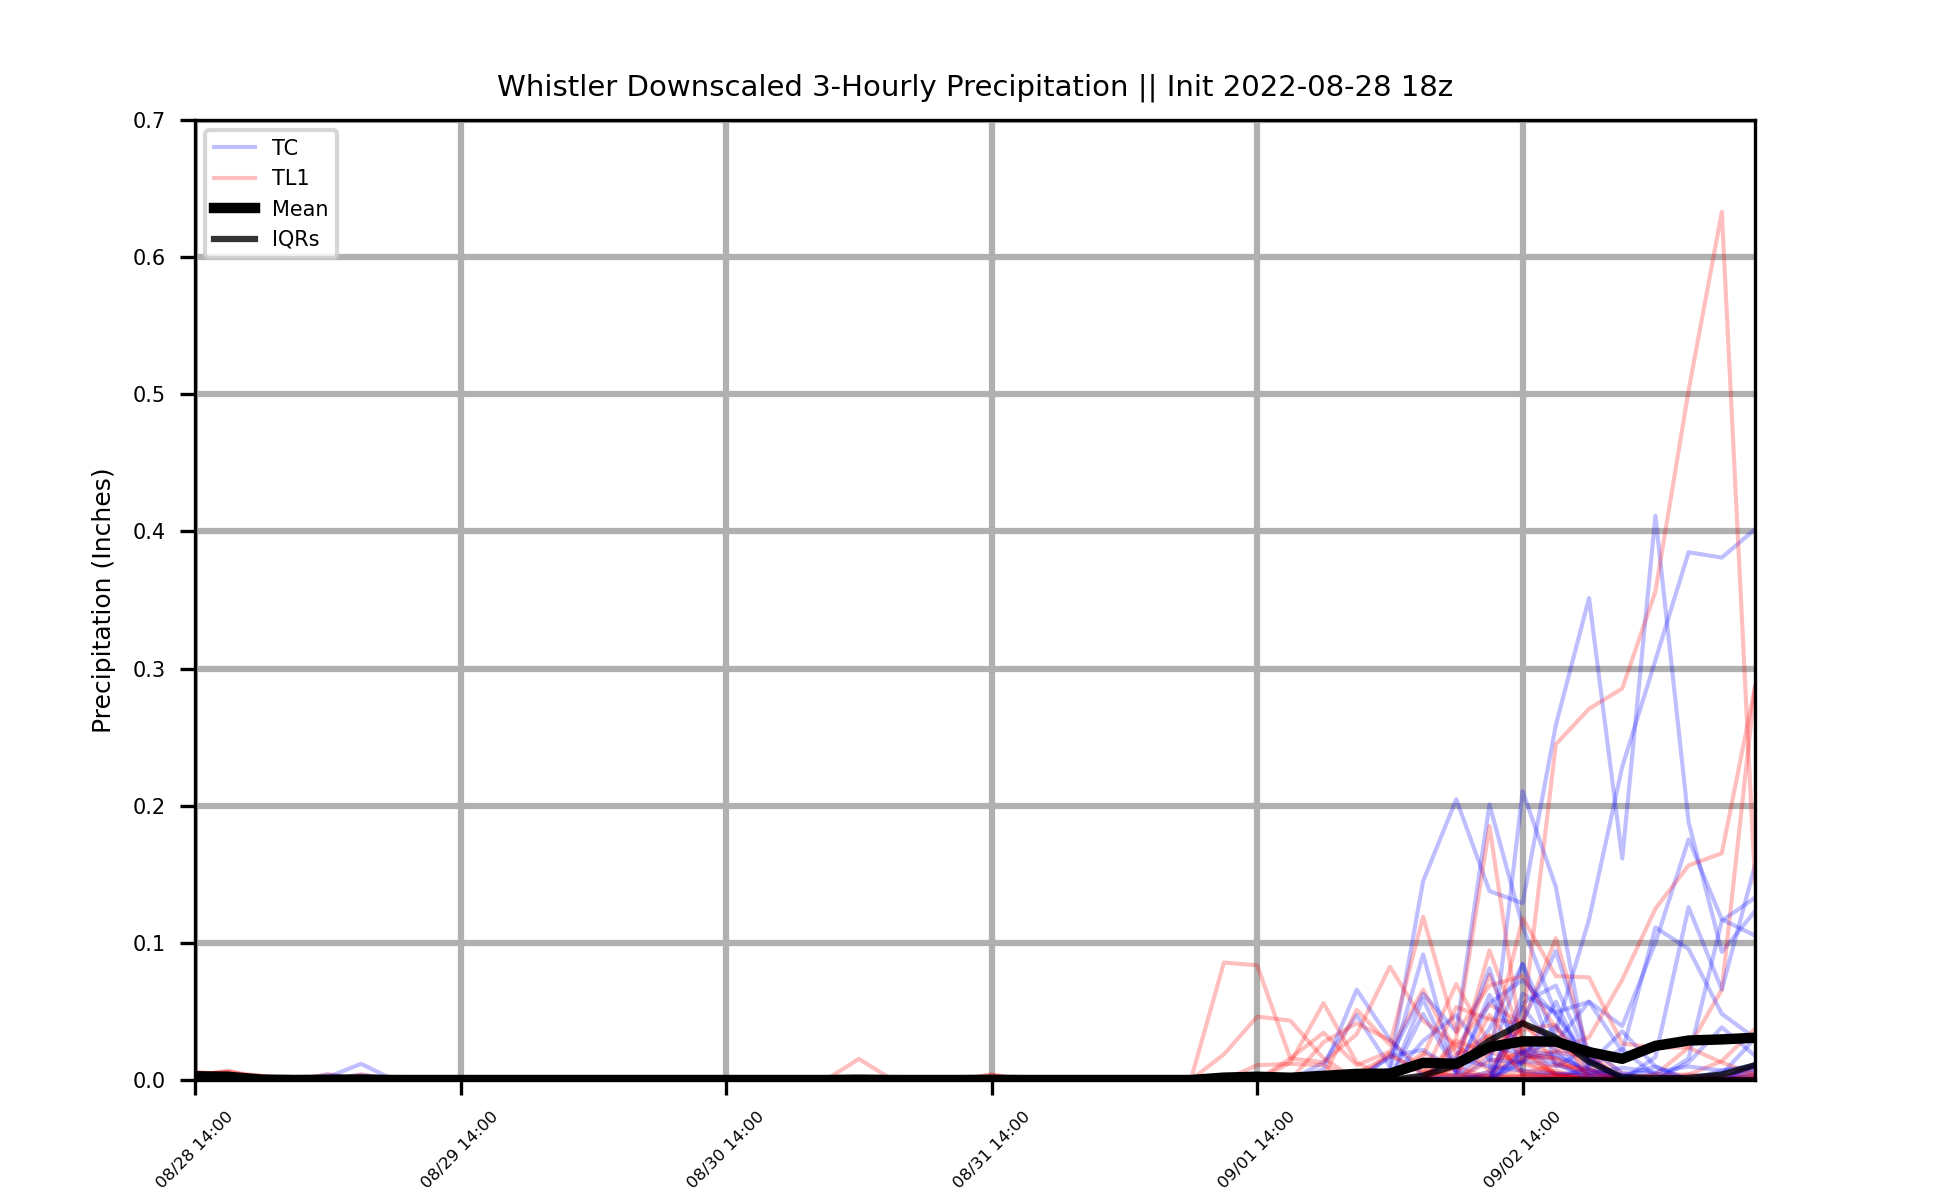 Whistler Downscaled 3-Hourly Precipitation || Init 2022-08-28 18z
TC
TL1
Mean
IQRs
Precipitation (Inches)
0.7
0.6
0.5
0.4
0.3
0.2
0.1
0.0
08/28 14:00
08/29 14:00
08/30 14:00
08/31 14:00
09/01 14:00
09/02 14:00